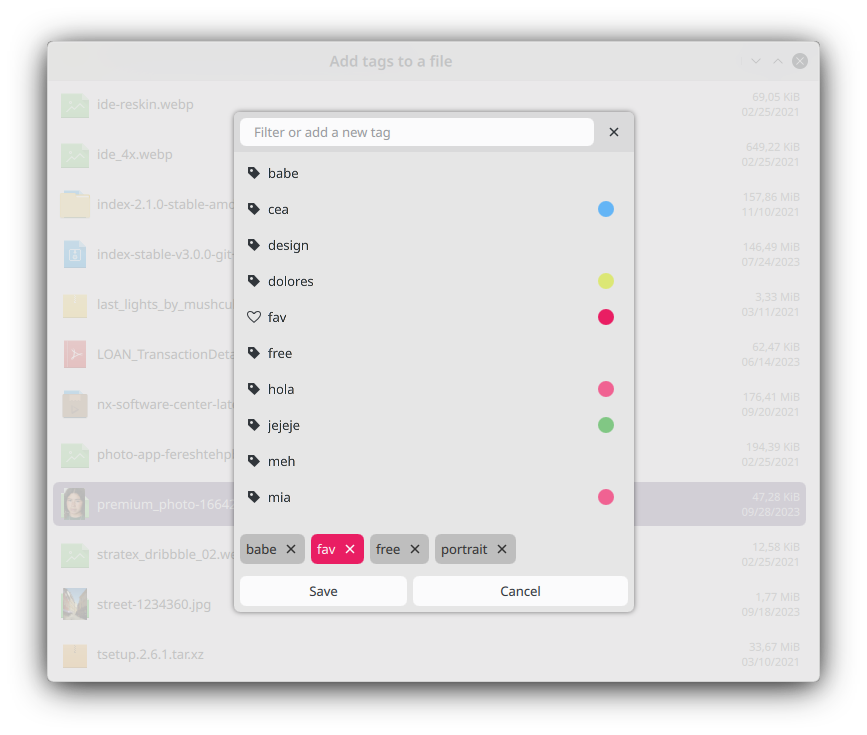 Add tags to a file
ide-reskin.webp
69,05 KiB
02/25/2021
Filter or add a new tag
ide_4x.webp
649,22 KiB
02/25/2021
babe
index-2.1.0-stable-amd
157,86 MiB
11/10/2021
cea
design
index-stable-v3.0.0-git-
146,49 MiB
07/24/2023
dolores
last_lights_by_mushcu
3,33 MiB
03/11/2021
fav
LOAN_TransactionDeta
62,47 KiB
06/14/2023
free
hola
nx-software-center-late
176,41 MiB
09/20/2021
jejeje
photo-app-fereshtehpl
194,39 KiB
02/25/2021
meh
mia
premium_photo-16642
47,28 KiB
09/28/2023
babe fav free portrait
stratex_dribbble_02.we
12,58 KiB
02/25/2021
Save Cancel
street-1234360.jpg
1,77 MiB
09/18/2023
tsetup.2.6.1.tar.xz
33,67 MiB
03/10/2021